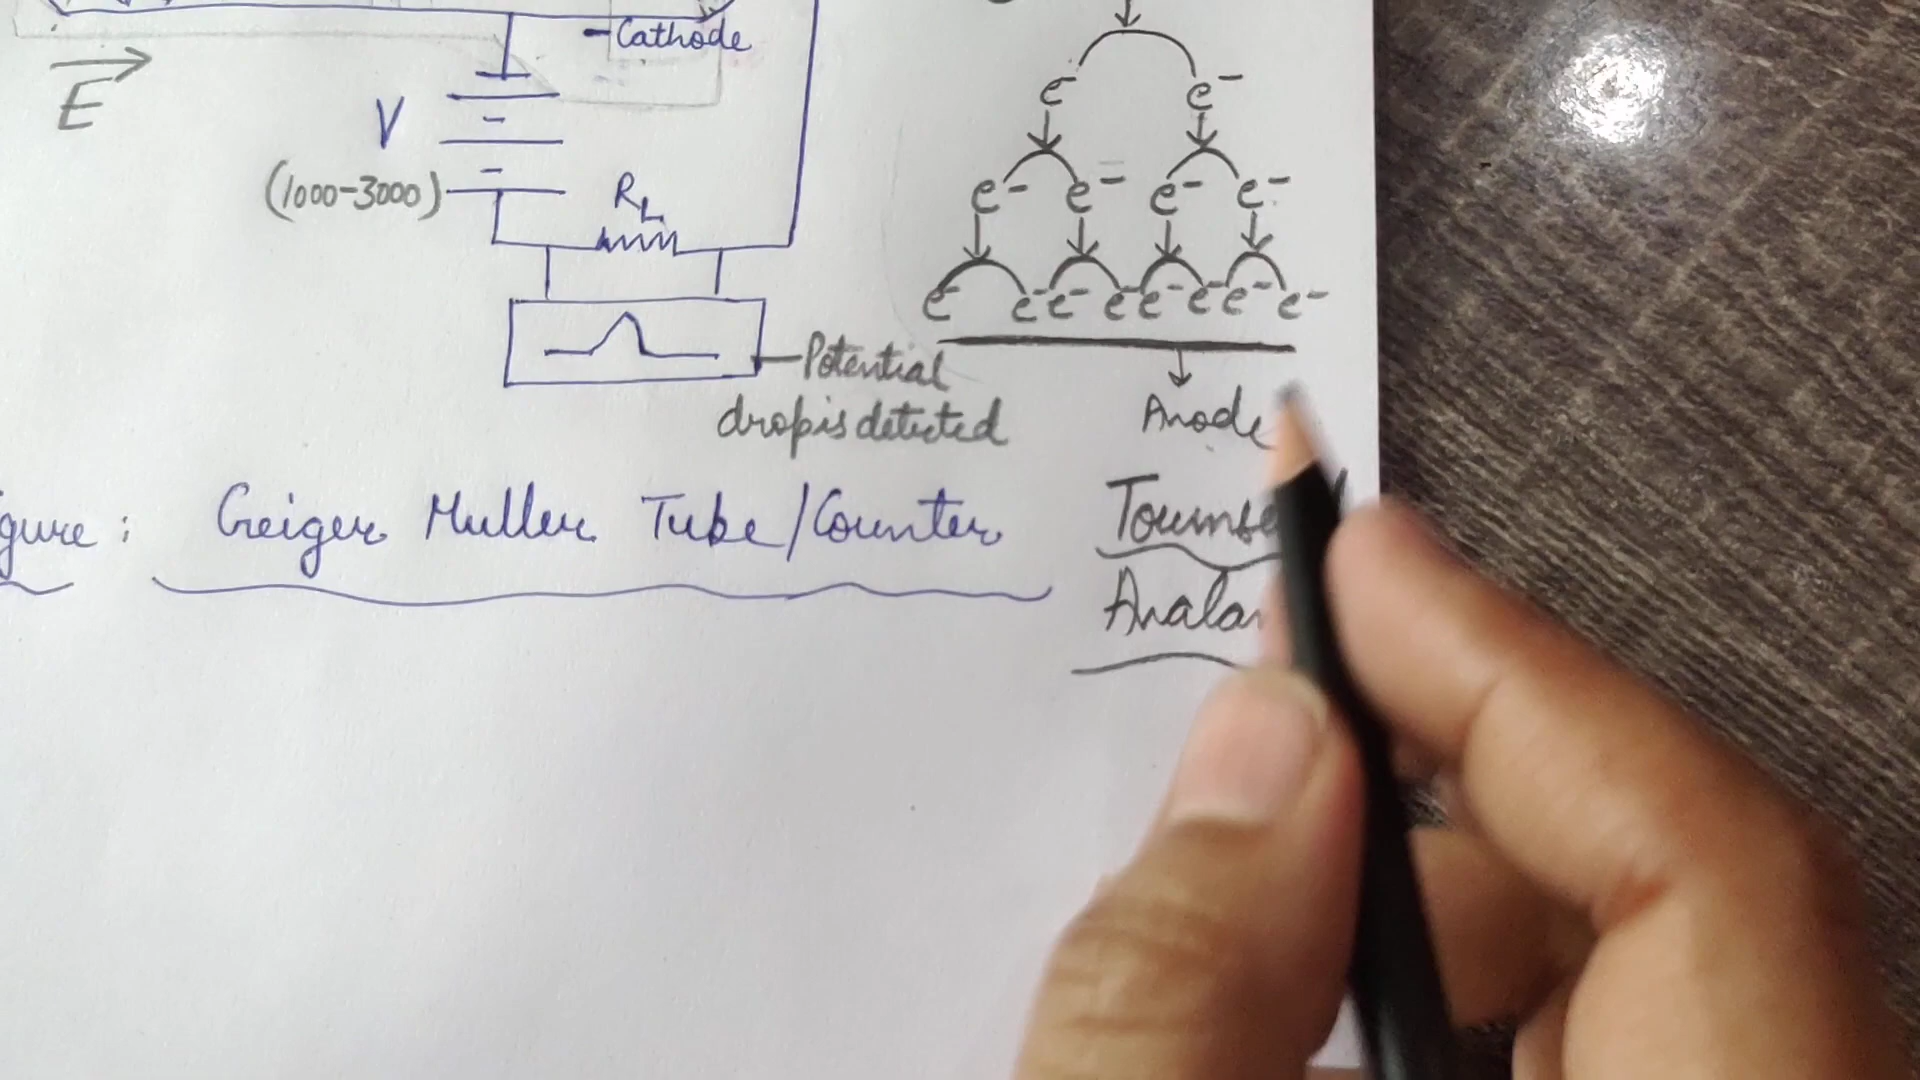 Cathode
E
V
(1000-3000)
RL
e- e-
e- e- e- e-
e- e- e- e- e- e- e- e-
Potential
drop is detected
Anode
gure : Geiger Muller Tube/Counter